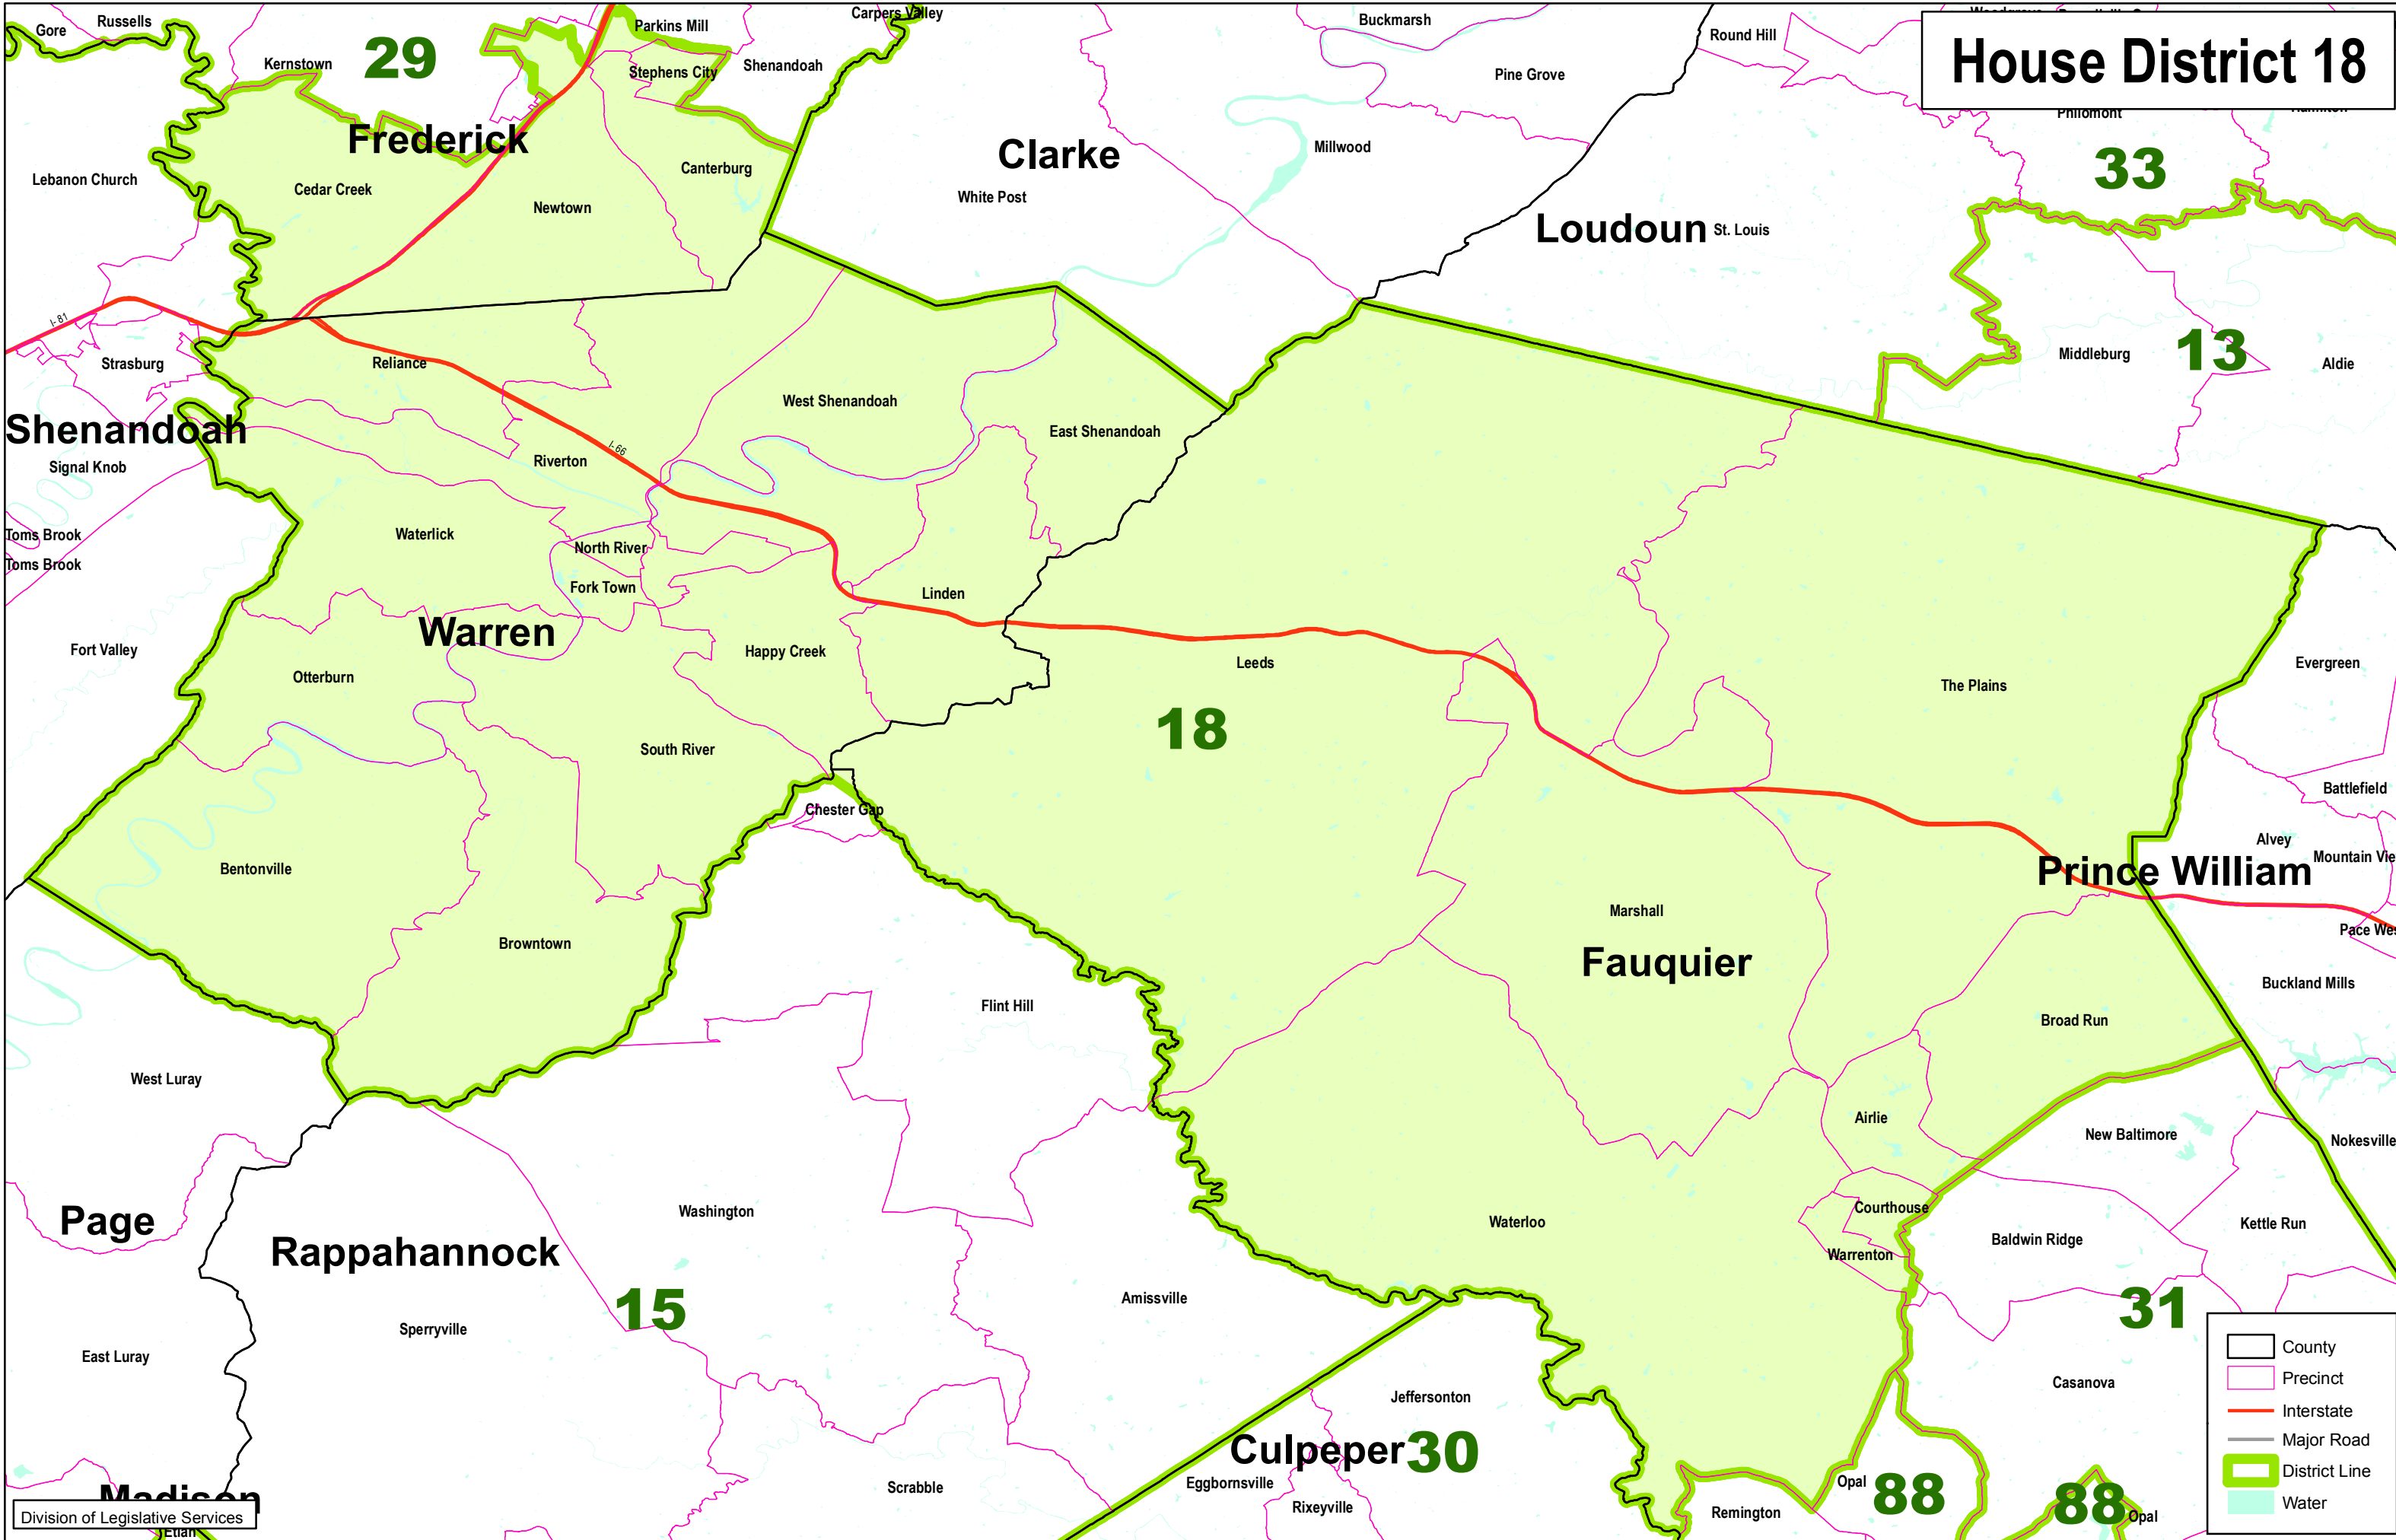 House District 18
Gore
Russells
Kernstown
29
Parkins Mill
Carpers Valley
Stephens City
Shenandoah
Buckmarsh
Pine Grove
Round Hill
Philomont
33
Frederick
Clarke
Millwood
Lebanon Church
Cedar Creek
Newtown
Canterburg
White Post
Loudoun
St. Louis
I-81
Strasburg
Reliance
Middleburg
13
Aldie
Shenandoah
West Shenandoah
East Shenandoah
I-66
Signal Knob
Riverton
Toms Brook
Waterlick
North River
Toms Brook
Fork Town
Linden
Warren
Fort Valley
Happy Creek
Leeds
Evergreen
Otterburn
The Plains
18
South River
Chester Gap
Battlefield
Alvey
Mountain Vie
Prince William
Bentonville
Marshall
Browntown
Fauquier
Pace Wes
Buckland Mills
Flint Hill
Broad Run
West Luray
Airlie
New Baltimore
Nokesville
Page
Washington
Courthouse
Waterloo
Kettle Run
Rappahannock
Baldwin Ridge
Warrenton
15
Amissville
31
Sperryville
East Luray
Casanova
Jeffersonton
Culpeper
30
Eggbornsville
Scrabble
Rixeyville
Opal
88
Remington
88
Opal
Madison
Etlan
Division of Legislative Services
County
Precinct
Interstate
Major Road
District Line
Water